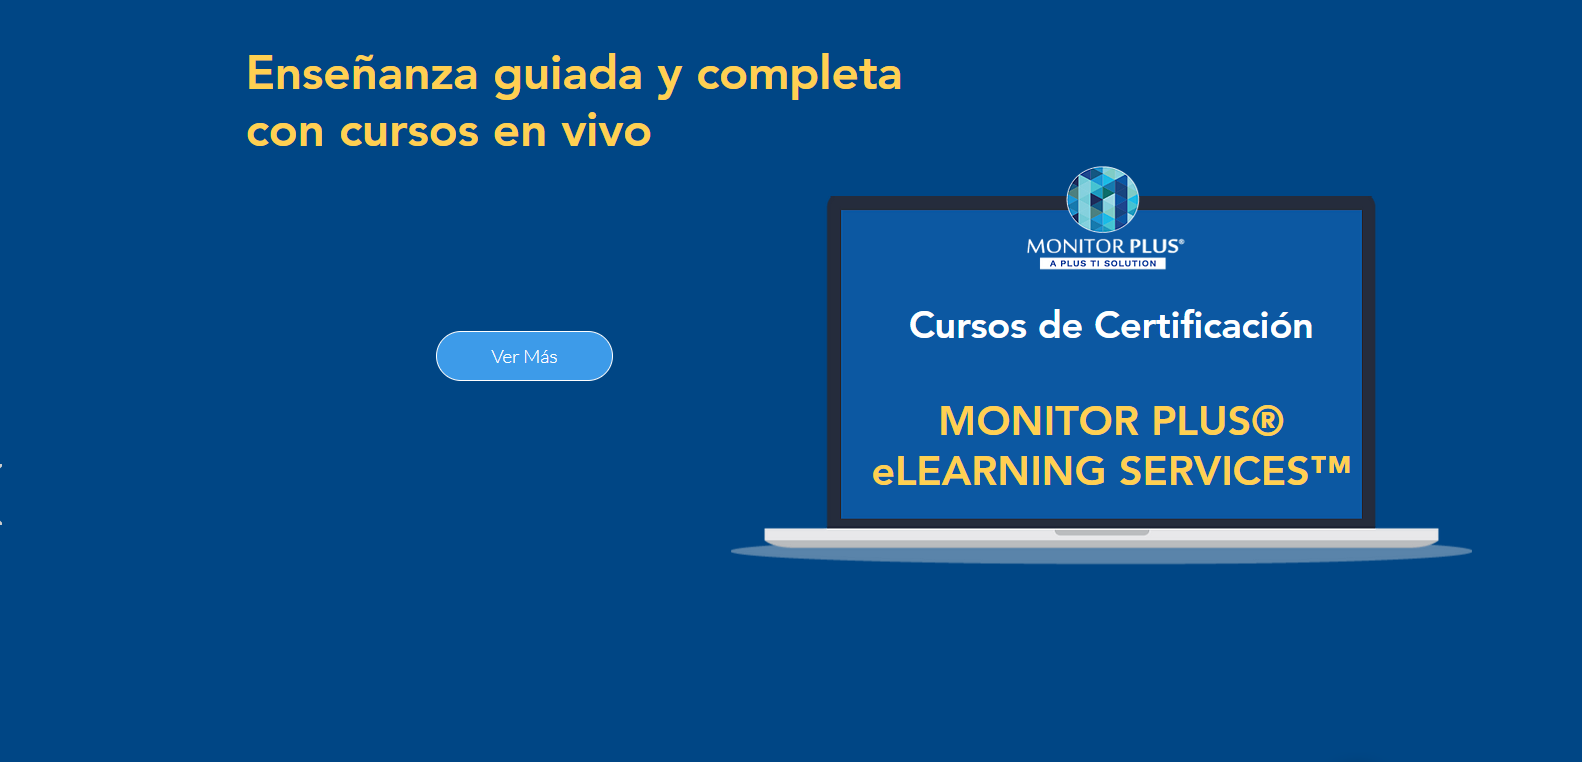 Enseñanza guiada y completa
con cursos en vivo
Ver Más
MONITOR PLUS®
A PLUS TI SOLUTION
Cursos de Certificación
MONITOR PLUS®
eLEARNING SERVICES™